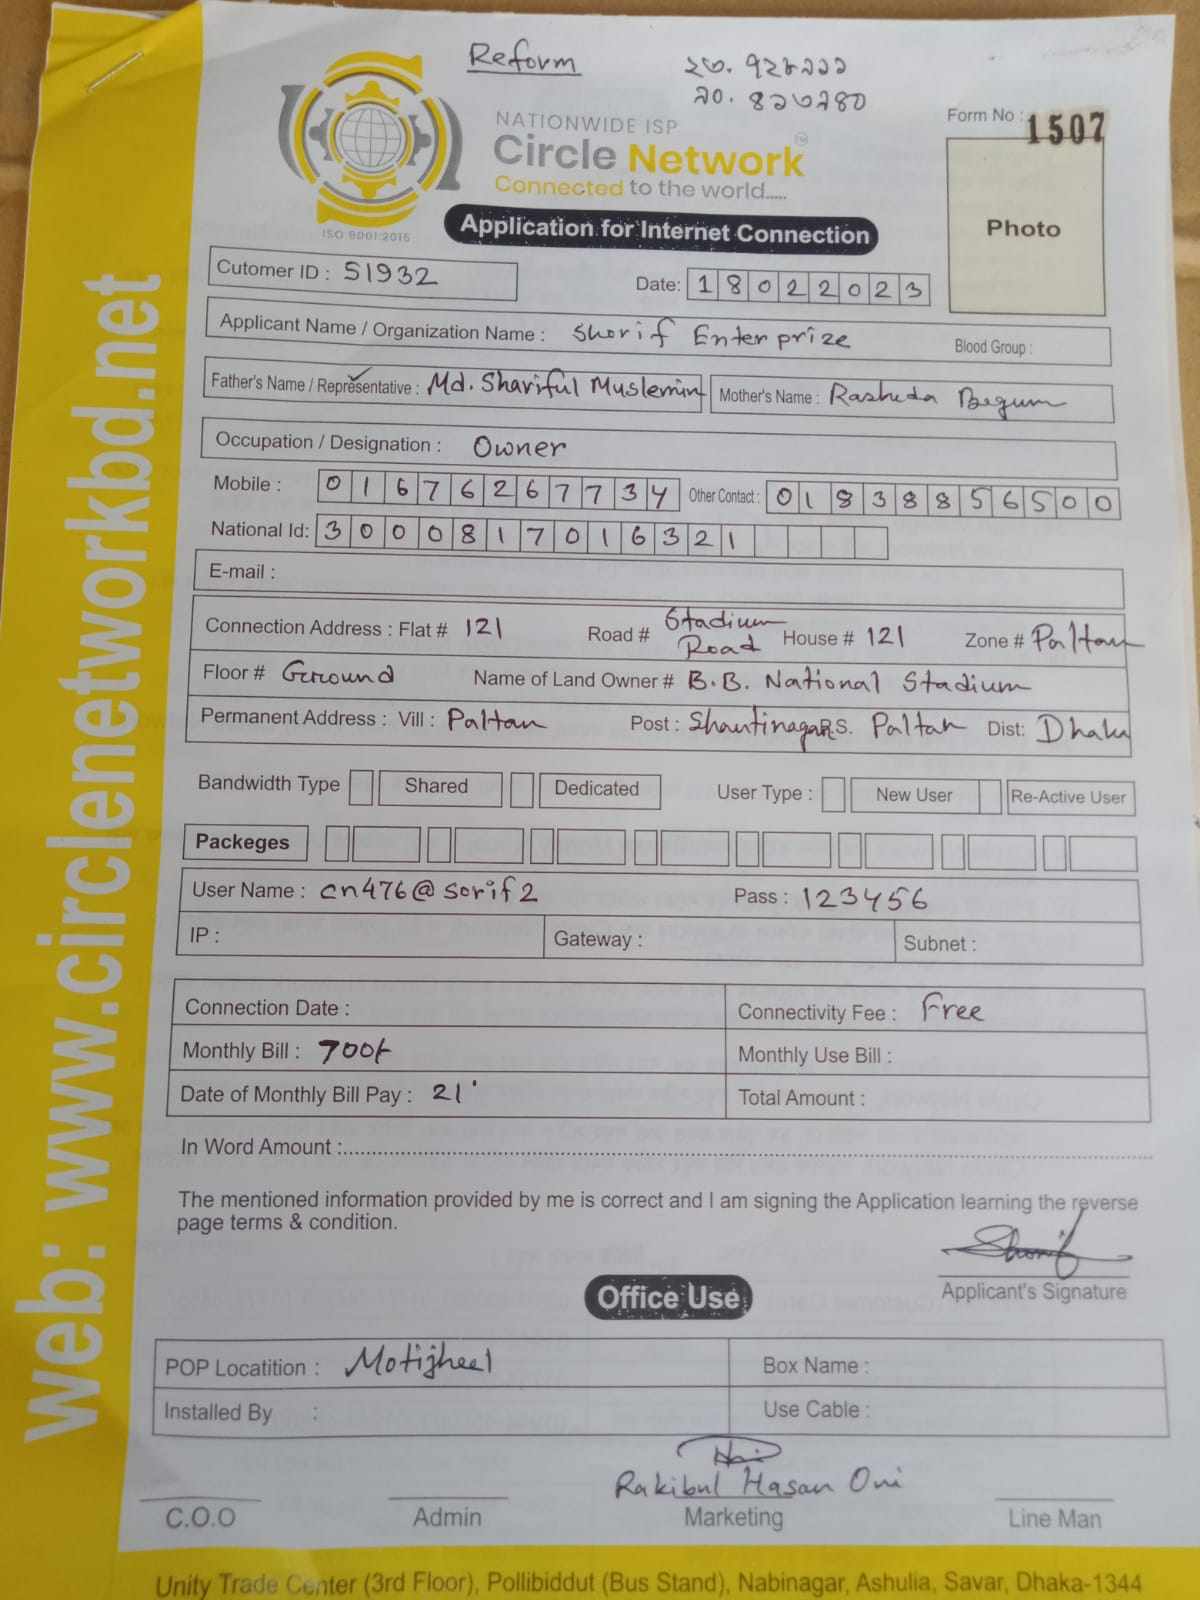 Reform
২৩. ৭২৮২১১
৯০. ৪৯৩২৪০
NATIONWIDE ISP
Circle Network
TM
Connected to the world.....
ISO 9001:2015
Form No : 1507
Photo
Application for Internet Connection
Cutomer ID : 51932
Date: 18022023
Applicant Name / Organization Name : Shorif Enterprize Blood Group :
Father's Name / Representative : Md. Shariful Muslemin Mother's Name : Rasheda Begum
Occupation / Designation : Owner
Mobile : 01676267734 Other Contact : 01838856500
National Id: 3000817016321
E-mail :
Connection Address : Flat # 121 Road # Stadium Road House # 121 Zone # Paltan
Floor # Ground Name of Land Owner # B.B. National Stadium
Permanent Address : Vill : Paltan Post : Shantinagar P.S. Paltan Dist: Dhaka
Bandwidth Type Shared Dedicated User Type : New User Re-Active User
Packeges
User Name : cn476@sorif2 Pass : 123456
IP : Gateway : Subnet :
Connection Date : Connectivity Fee : Free
Monthly Bill : 700/- Monthly Use Bill :
Date of Monthly Bill Pay : 21 Total Amount :
In Word Amount :
The mentioned information provided by me is correct and I am signing the Application learning the reverse
page terms & condition.
Shorif
Applicant's Signature
Office Use
POP Locatition : Motijheel Box Name :
Installed By : Use Cable :
Rakibul Hasan Oni
C.O.O Admin Marketing Line Man
Unity Trade Center (3rd Floor), Pollibiddut (Bus Stand), Nabinagar, Ashulia, Savar, Dhaka-1344
web: www.circlenetworkbd.net